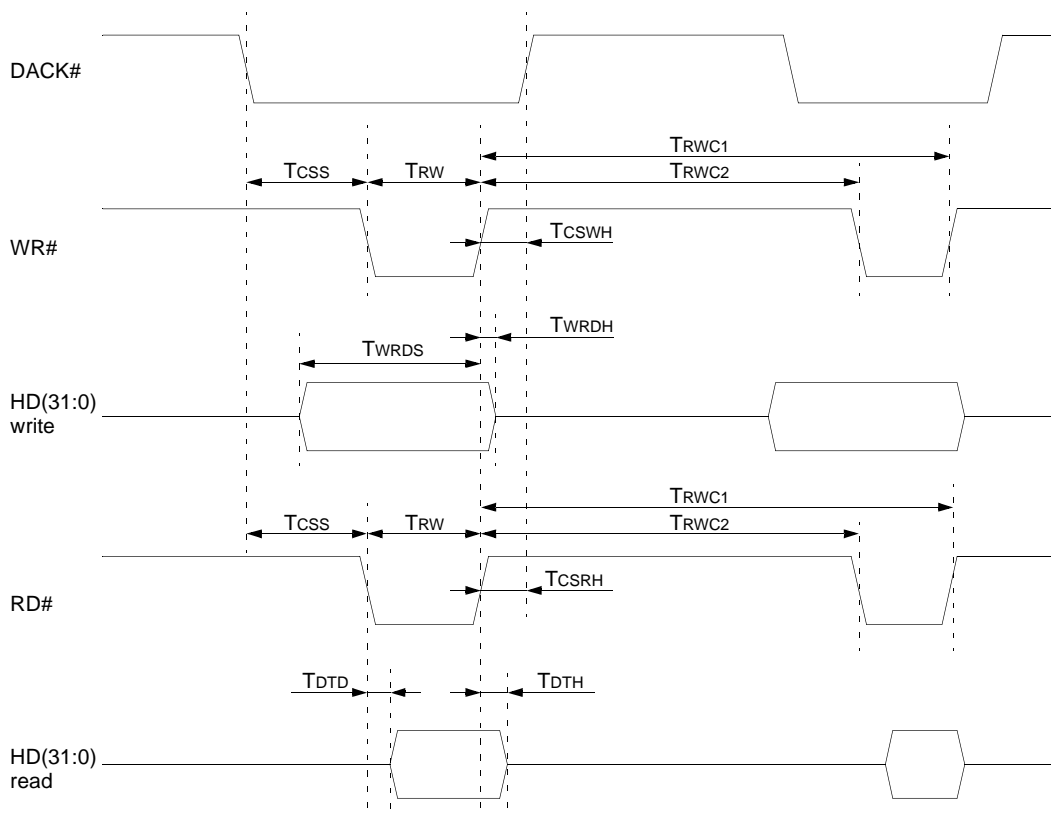 DACK#
TRWC1
TCSS TRW TRWC2
WR#
TCSWH
TWRDH
TWRDS
HD(31:0)
write
TRWC1
TCSS TRW TRWC2
TCSRH
RD#
TDTD TDTH
HD(31:0)
read